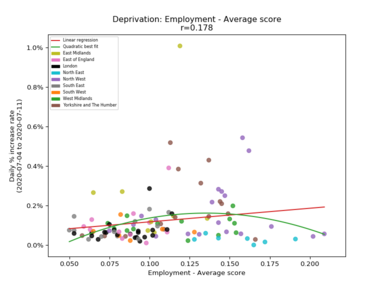 Deprivation: Employment - Average score
r=0.178
Daily % increase rate
(2020-07-04 to 2020-07-11)
1.0%
0.8%
0.6%
0.4%
0.2%
0.0%
Linear regression
Quadratic best fit
East Midlands
East of England
London
North East
North West
South East
South West
West Midlands
Yorkshire and The Humber
0.050 0.075 0.100 0.125 0.150 0.175 0.200
Employment - Average score